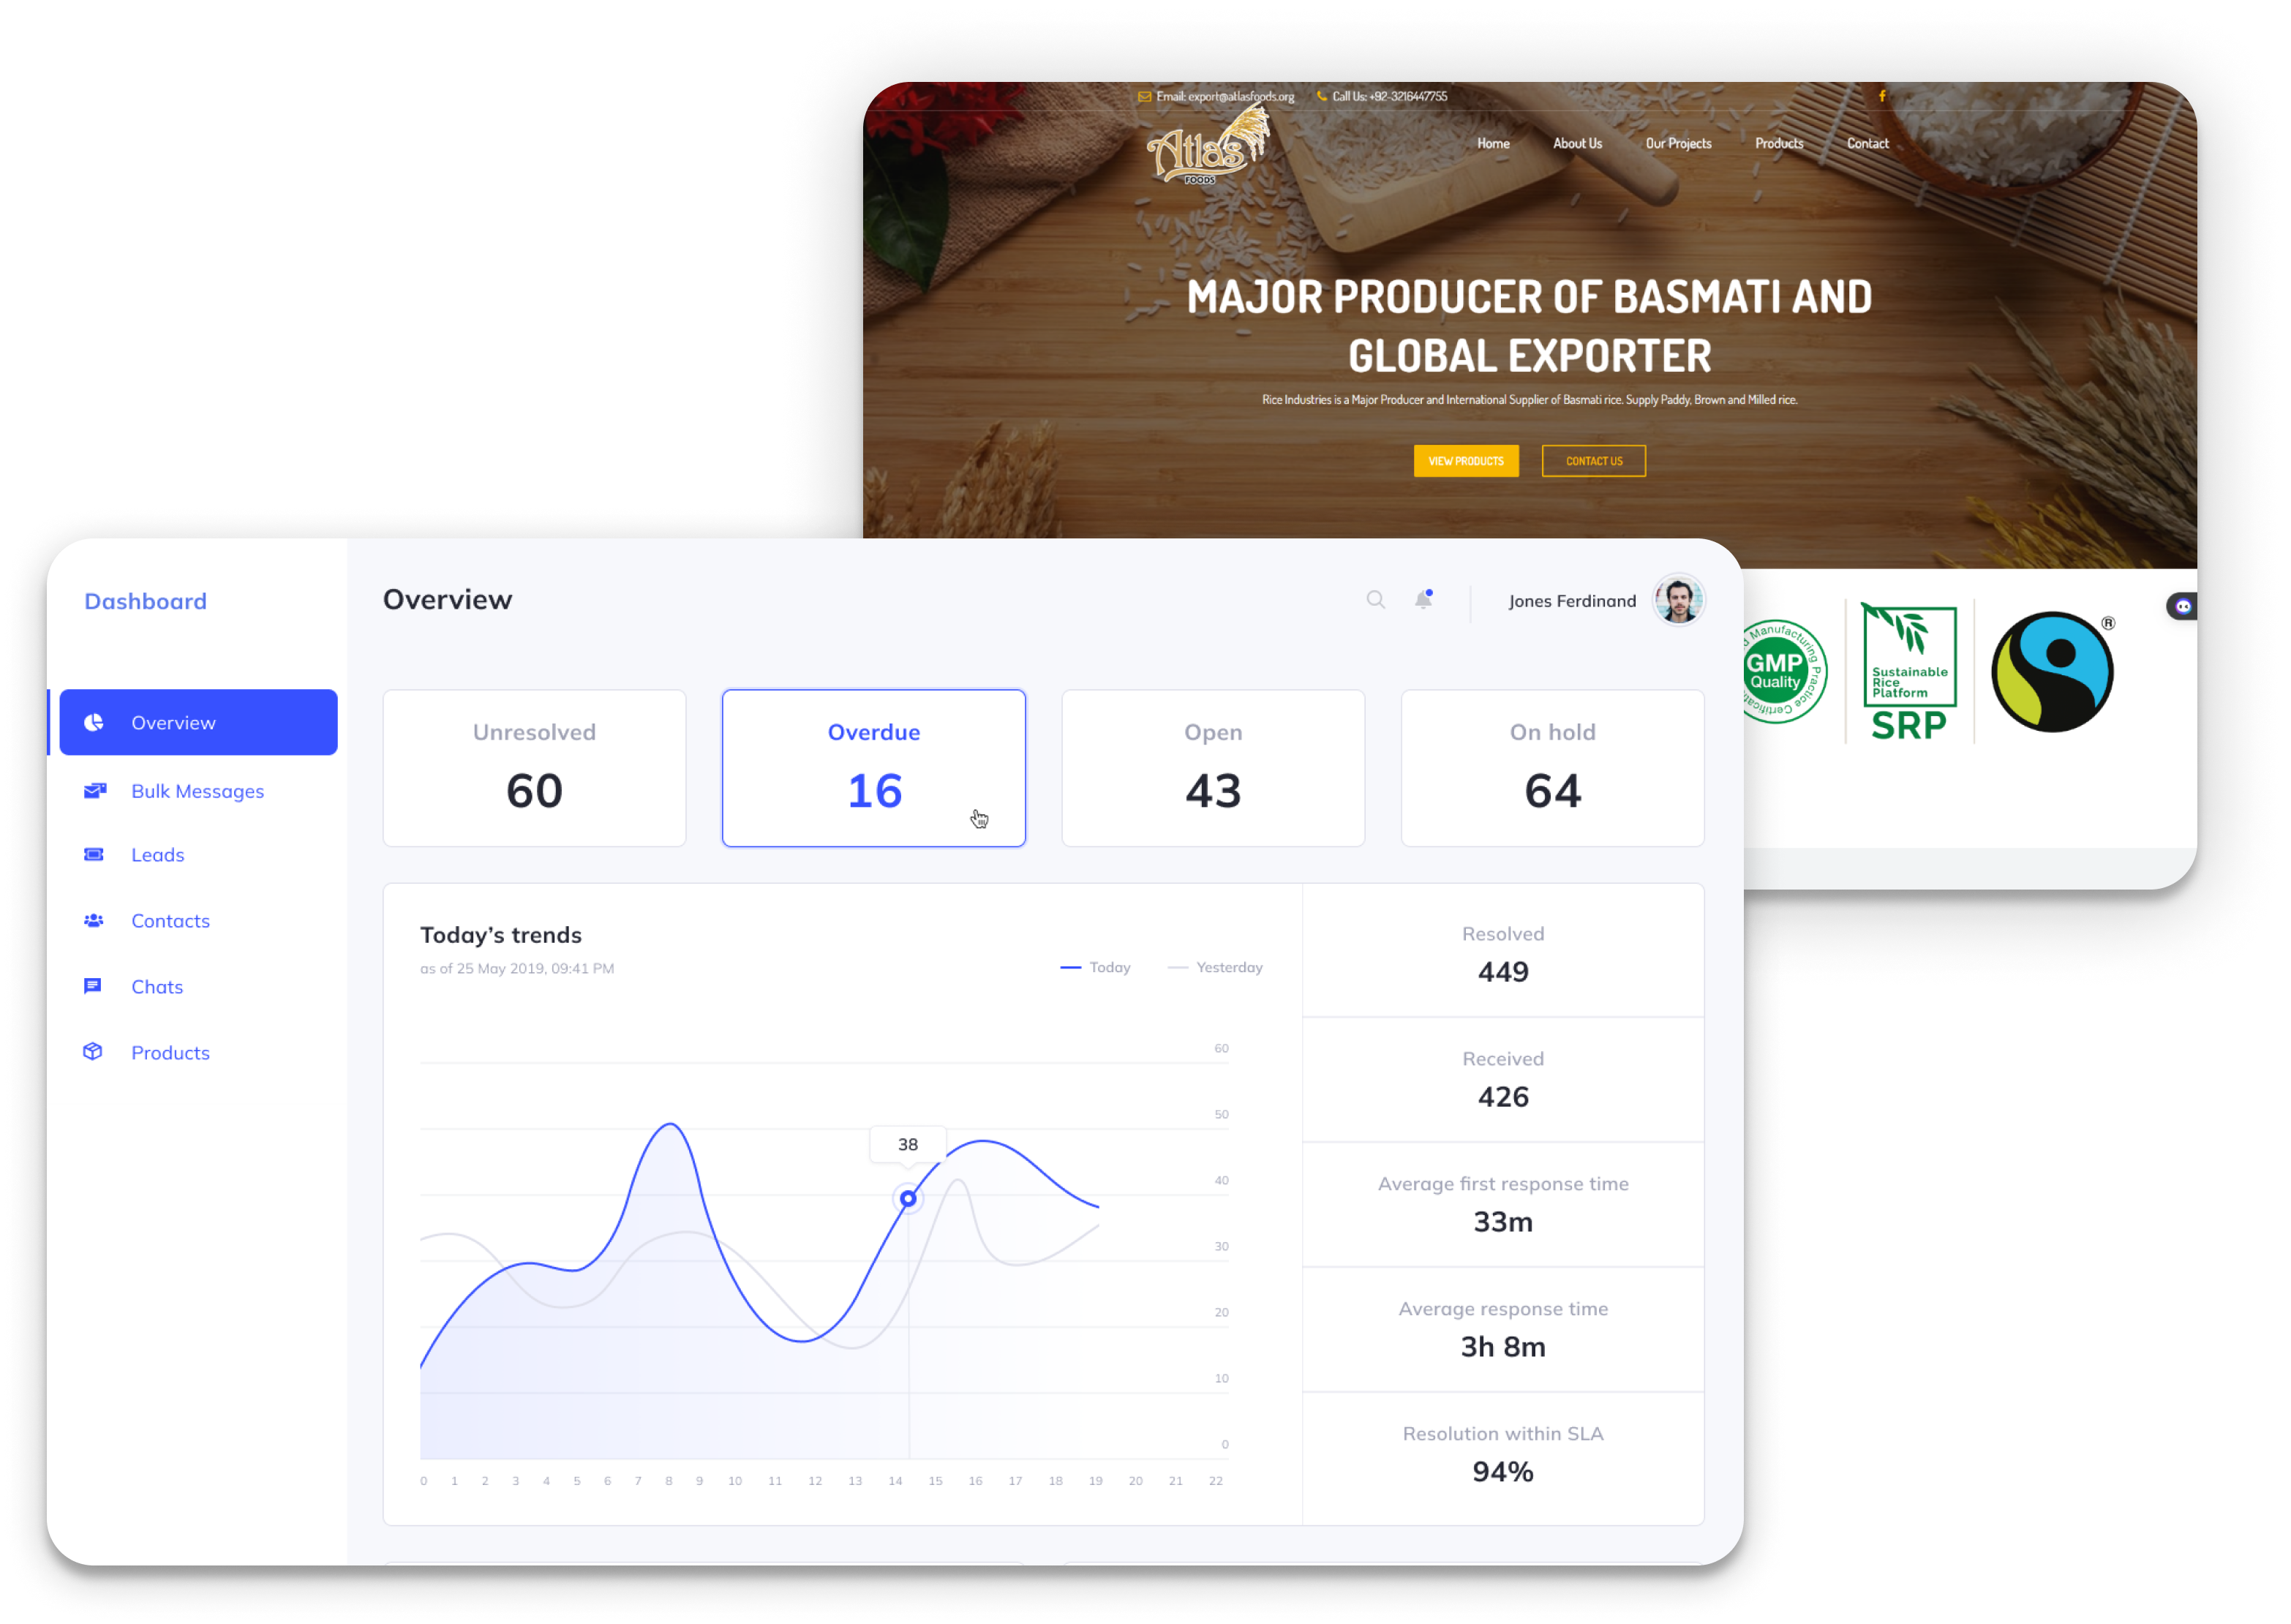 Email: export@atlasfoods.org
Call Us: +92-3216447755
Atlas
FOODS
Home
About Us
Our Projects
Products
Contact
MAJOR PRODUCER OF BASMATI AND
GLOBAL EXPORTER
Rice Industries is a Major Producer and International Supplier of Basmati rice. Supply Paddy, Brown and Milled rice.
VIEW PRODUCTS
CONTACT US
Manufacturing Practice
GMP
Quality
Sustainable
Rice
Platform
SRP
®
Dashboard
Overview
Bulk Messages
Leads
Contacts
Chats
Products
Overview
Jones Ferdinand
Unresolved
60
Overdue
16
Open
43
On hold
64
Today’s trends
as of 25 May 2019, 09:41 PM
Today
Yesterday
60
50
40
38
30
20
10
0
0 1 2 3 4 5 6 7 8 9 10 11 12 13 14 15 16 17 18 19 20 21 22
Resolved
449
Received
426
Average first response time
33m
Average response time
3h 8m
Resolution within SLA
94%